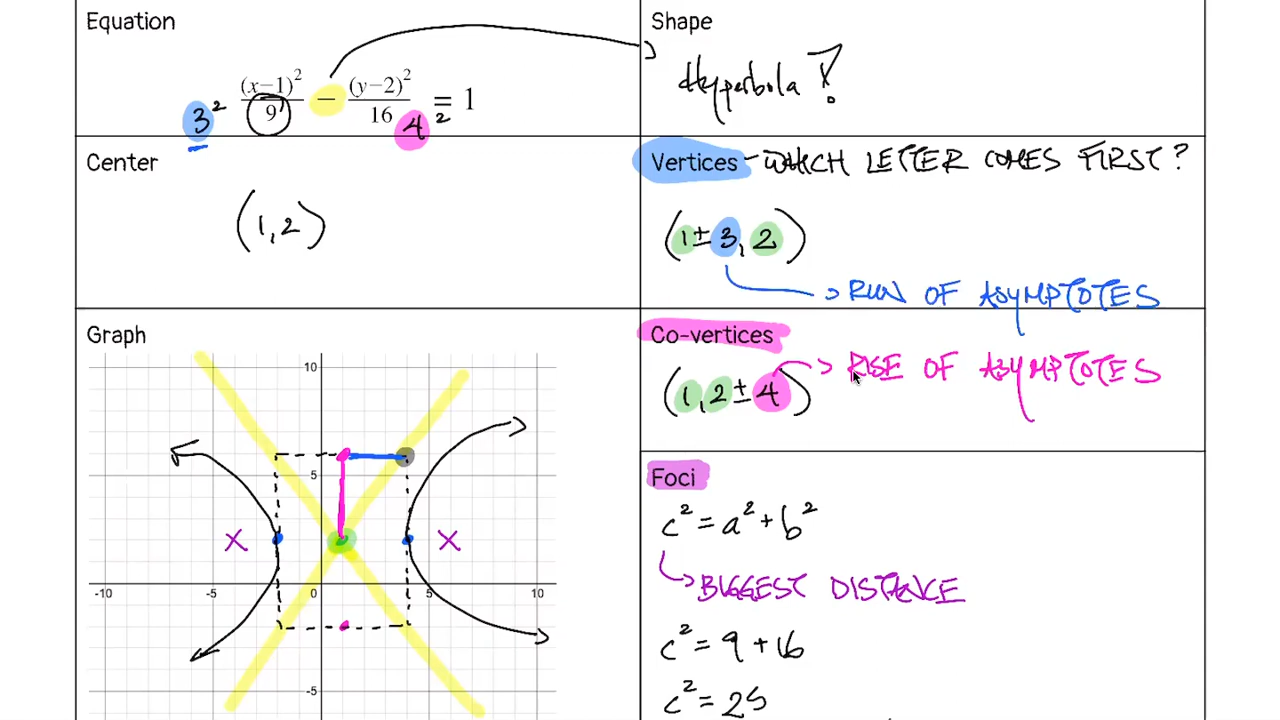 Equation
(x-1)² / 9 - (y-2)² / 16 = 1
3²
4²
Shape
Hyperbola!
Center
(1,2)
Vertices - WHICH LETTER COMES FIRST?
(1±3, 2)
RUN OF ASYMPTOTES
Co-vertices
(1, 2±4)
RISE OF ASYMPTOTES
Graph
10
5
-10 -5 0 5 10
-5
X X
Foci
c² = a² + b²
BIGGEST DISTANCE
c² = 9 + 16
c² = 25